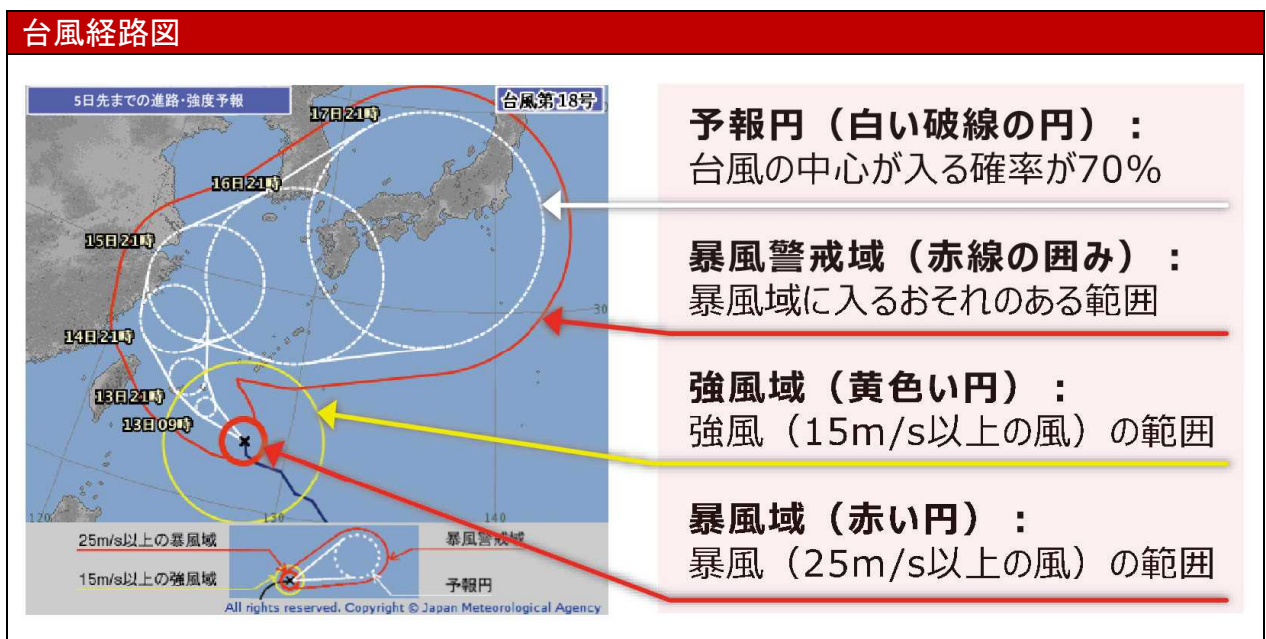 台風経路図
5日先までの進路・強度予報
台風第18号
17日21時
16日21時
15日21時
14日21時
13日21時
13日09時
30
120
130
140
25m/s以上の暴風域
暴風警戒域
15m/s以上の強風域
予報円
All rights reserved. Copyright © Japan Meteorological Agency
予報円（白い破線の円）：
台風の中心が入る確率が70％
暴風警戒域（赤線の囲み）：
暴風域に入るおそれのある範囲
強風域（黄色い円）：
強風（15m/s以上の風）の範囲
暴風域（赤い円）：
暴風（25m/s以上の風）の範囲